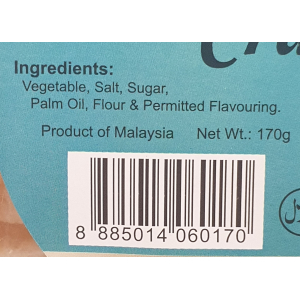 Ingredients:
Vegetable, Salt, Sugar,
Palm Oil, Flour & Permitted Flavouring.
Product of Malaysia Net Wt.: 170g
8 885014 060170